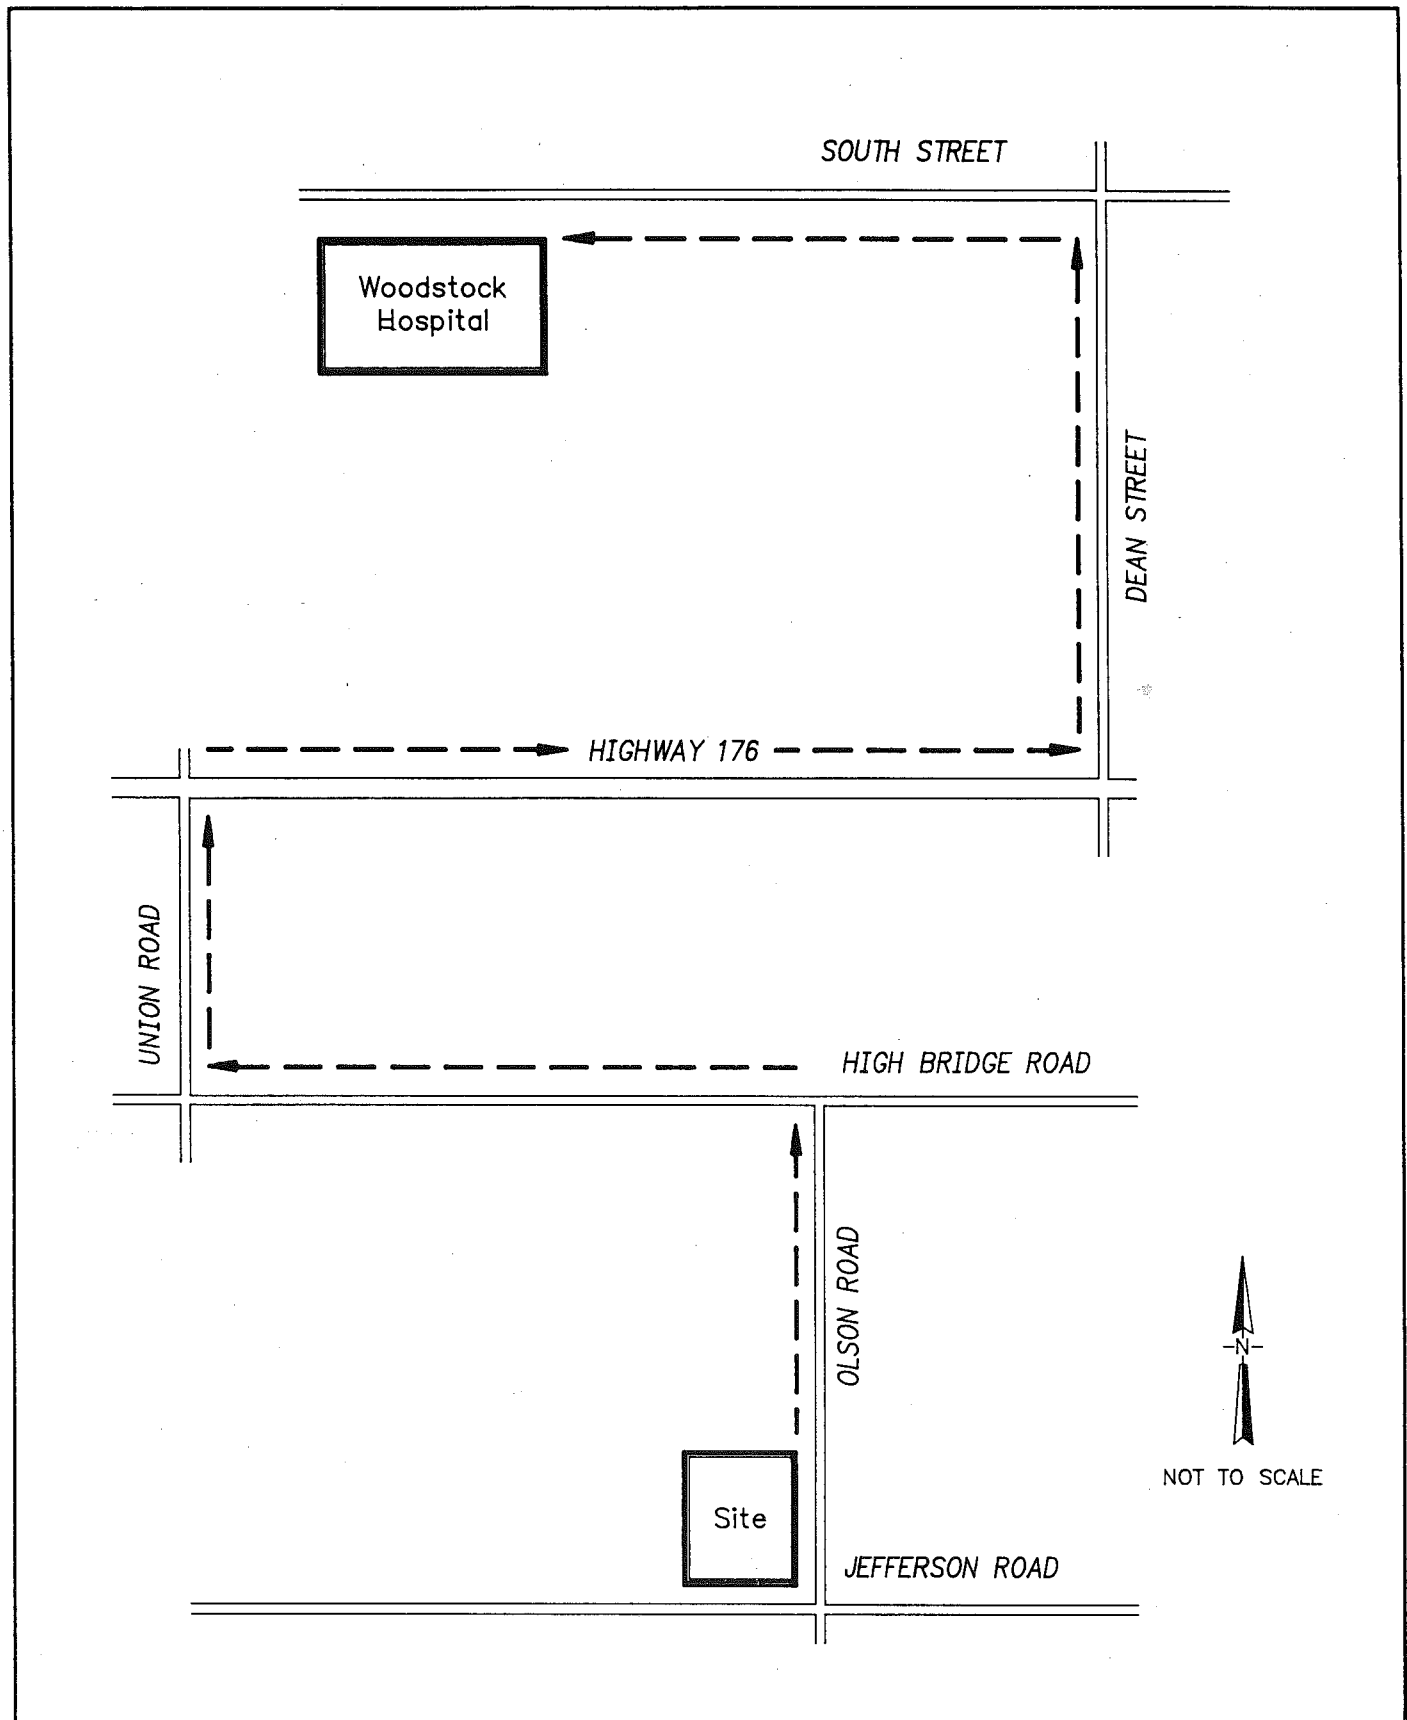 SOUTH STREET
Woodstock
Hospital
DEAN STREET
HIGHWAY 176
UNION ROAD
HIGH BRIDGE ROAD
OLSON ROAD
N
NOT TO SCALE
Site
JEFFERSON ROAD